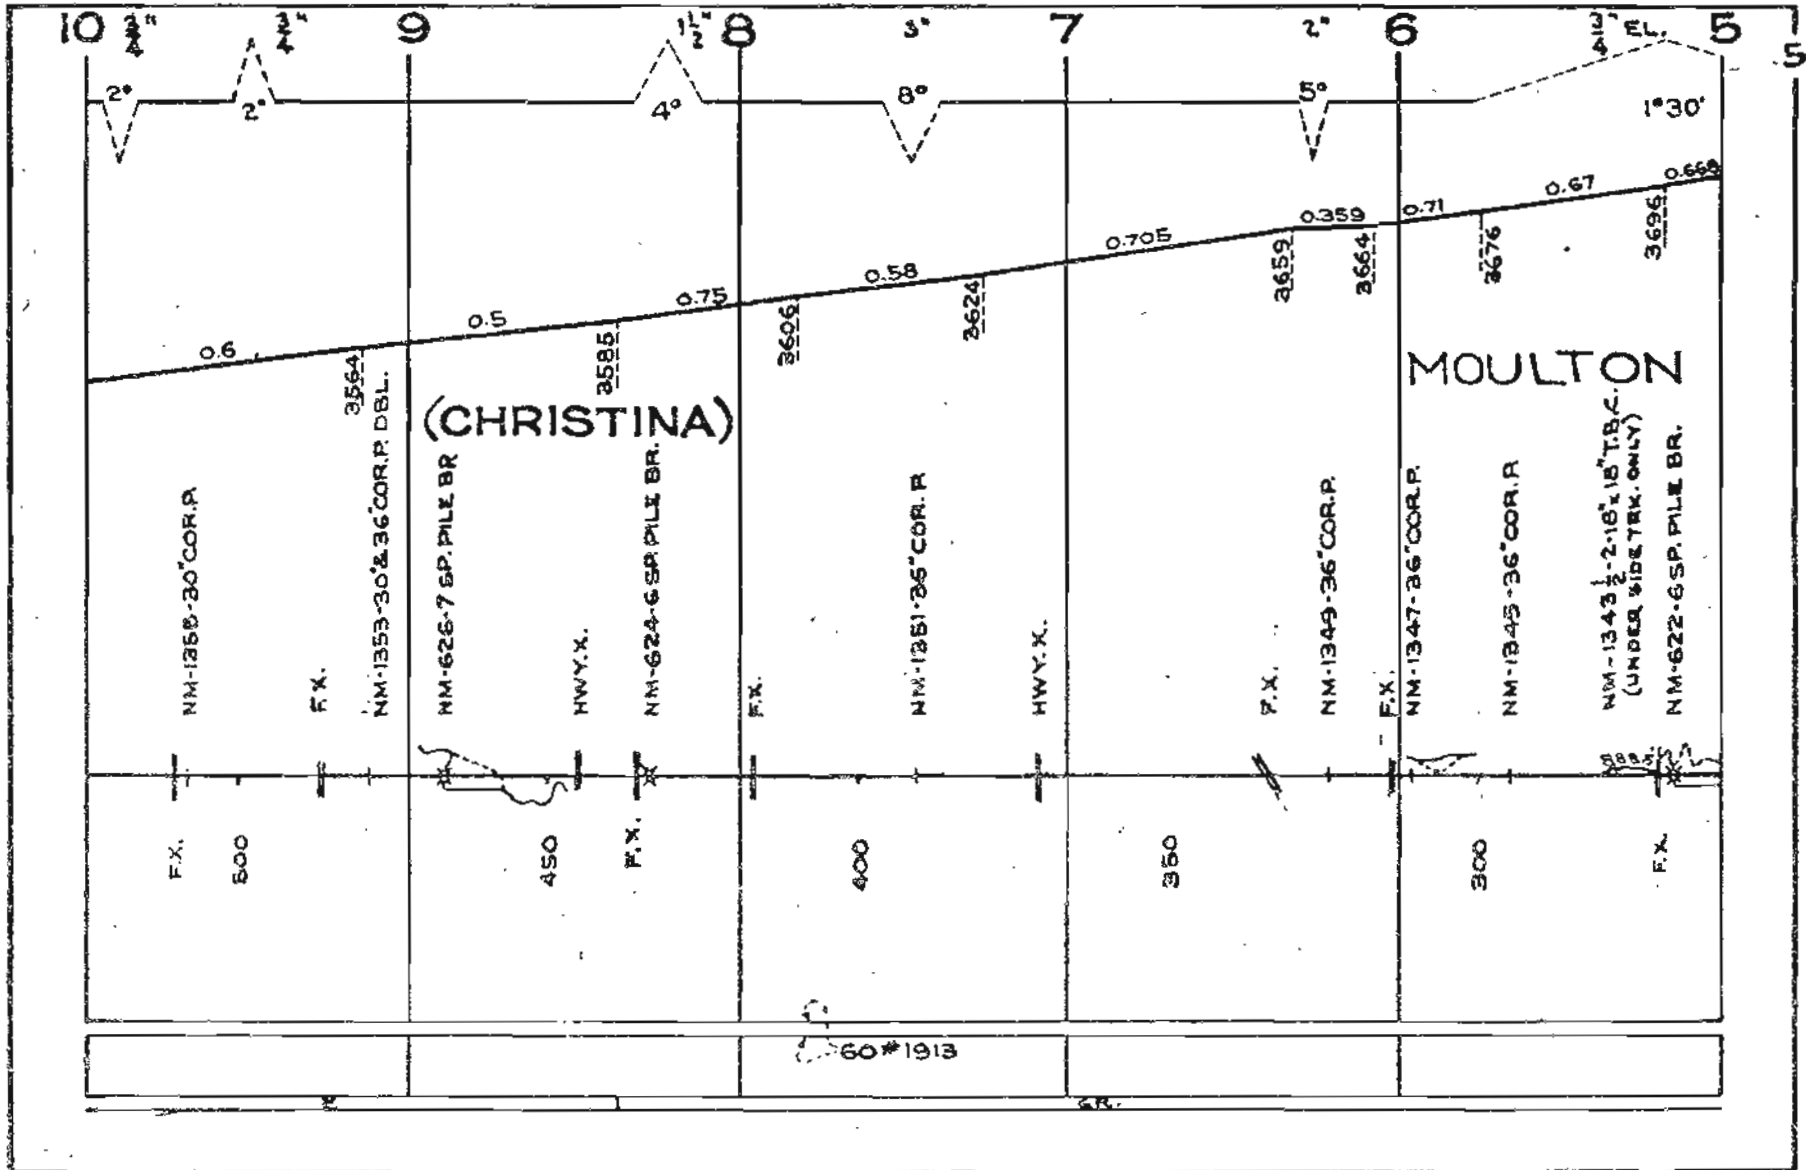 10 3/4" 3/4" 9 1 1/2" 8 3" 7 2" 6 3/4" EL. 5
5
2° 2° 4° 8° 5° 1°30'
0.6 0.5 0.75 0.58 0.705 0.359 0.71 0.67 0.668
3564 3585 3606 3624 3659 3664 3676 3696
(CHRISTINA)
MOULTON
NM-1355-30"COR.P.
F.X.
NM-1353-30"&36"COR.P. DBL.
NM-626-7 SP. PILE BR
HWY.X.
NM-624-6 SP. PILE BR.
F.X.
NM-1351-36"COR.P.
HWY.X.
F.X.
NM-1349-36"COR.P.
F.X.
NM-1347-36"COR.P.
NM-1345-36"COR.P.
NM-1343 1/2-2-18"x18"T.B.C.
(UNDER SIDE TRK. ONLY)
NM-622-6 SP. PILE BR.
F.X. 500 450 F.X. 400 350 300 F.X.
60#1913
GR.